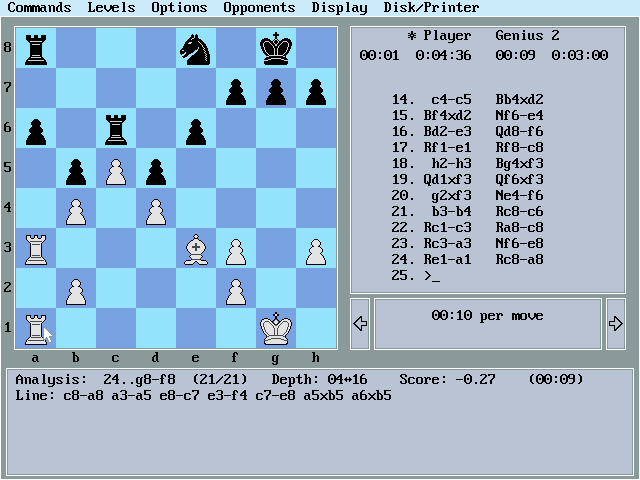 Commands Levels Options Opponents Display Disk/Printer
* Player Genius 2
00:01 0:04:36 00:09 0:03:00
14. c4-c5 Bb4xd2
15. Bf4xd2 Nf6-e4
16. Bd2-e3 Qd8-f6
17. Rf1-e1 Rf8-c8
18. h2-h3 Bg4xf3
19. Qd1xf3 Qf6xf3
20. g2xf3 Ne4-f6
21. b3-b4 Rc8-c6
22. Rc1-c3 Ra8-c8
23. Rc3-a3 Nf6-e8
24. Re1-a1 Rc8-a8
25. >_
8
7
6
5
4
3
2
1
a b c d e f g h
00:10 per move
Analysis: 24..g8-f8 (21/21) Depth: 04↔16 Score: -0.27 (00:09)
Line: c8-a8 a3-a5 e8-c7 e3-f4 c7-e8 a5xb5 a6xb5